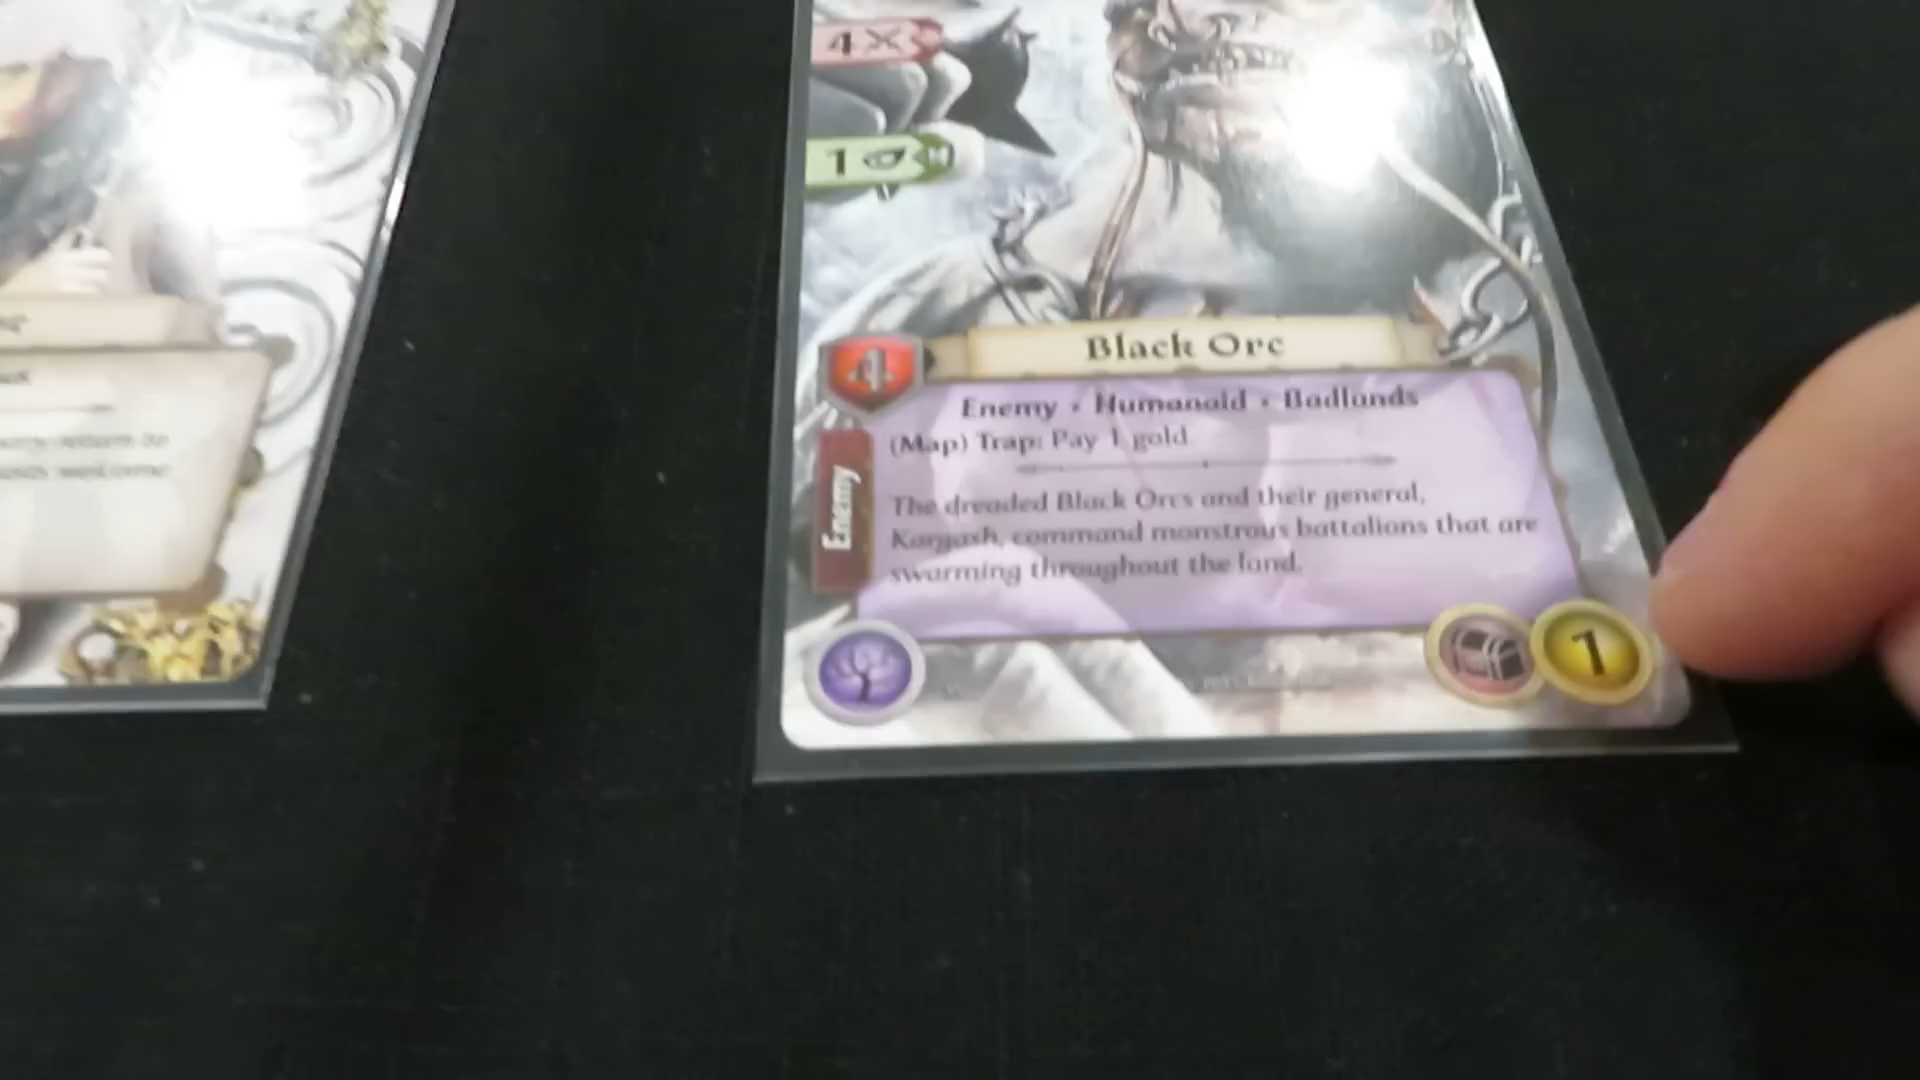 4
1
Black Orc
4
Enemy • Humanoid • Badlands
(Map) Trap: Pay 1 gold.
Enemy
The dreaded Black Orcs and their general,
Kargash, command monstrous battalions that are
swarming throughout the land.
1